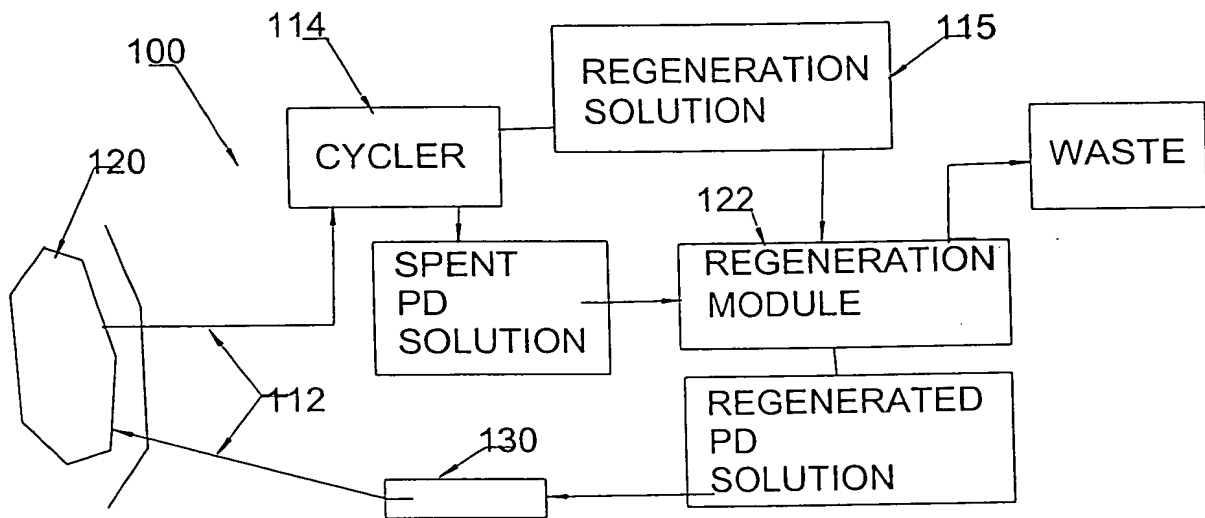 114
115
100
REGENERATION
SOLUTION
CYCLER
WASTE
120
122
SPENT
PD
SOLUTION
REGENERATION
MODULE
112
REGENERATED
PD
SOLUTION
130